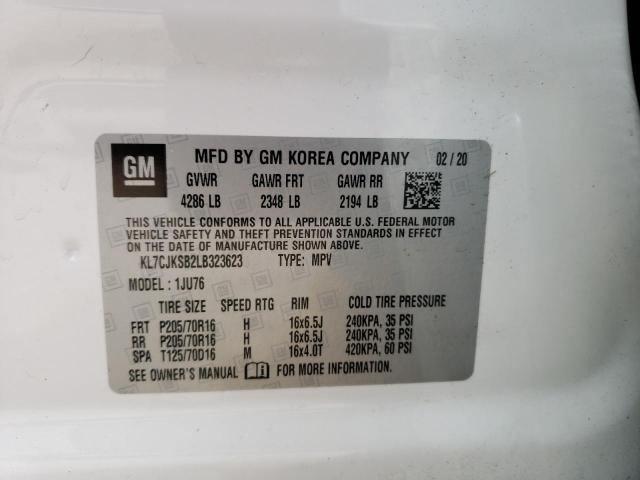 GM MFD BY GM KOREA COMPANY 02/20
GVWR GAWR FRT GAWR RR
4286 LB 2348 LB 2194 LB
THIS VEHICLE CONFORMS TO ALL APPLICABLE U.S. FEDERAL MOTOR
VEHICLE SAFETY AND THEFT PREVENTION STANDARDS IN EFFECT
ON THE DATE OF MANUFACTURE SHOWN ABOVE.
KL7CJKSB2LB323623 TYPE: MPV
MODEL : 1JU76
TIRE SIZE SPEED RTG RIM COLD TIRE PRESSURE
FRT P205/70R16 H 16x6.5J 240KPA, 35 PSI
RR P205/70R16 H 16x6.5J 240KPA, 35 PSI
SPA T125/70D16 M 16x4.0T 420KPA, 60 PSI
SEE OWNER'S MANUAL i FOR MORE INFORMATION.